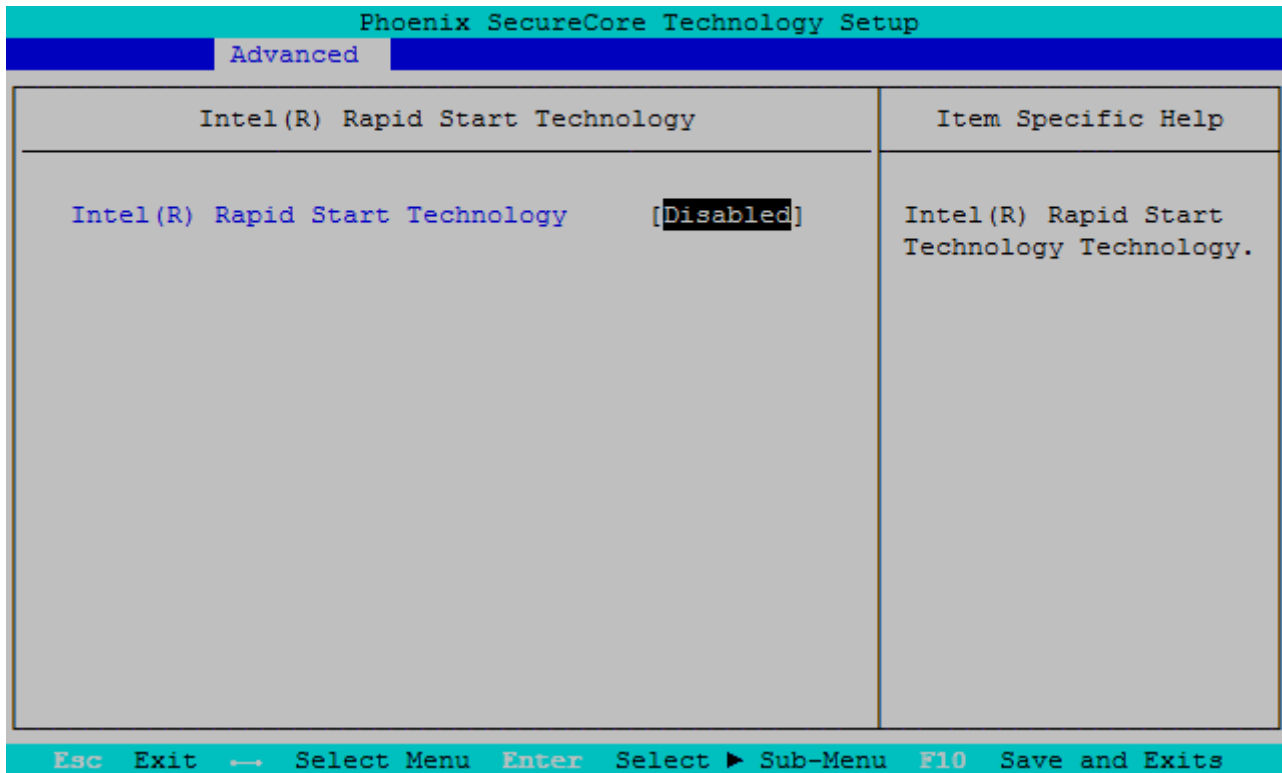 Phoenix SecureCore Technology Setup
Advanced
Intel(R) Rapid Start Technology
Item Specific Help
Intel(R) Rapid Start Technology [Disabled]
Intel(R) Rapid Start
Technology Technology.
Esc Exit ←→ Select Menu Enter Select ▶ Sub-Menu F10 Save and Exits